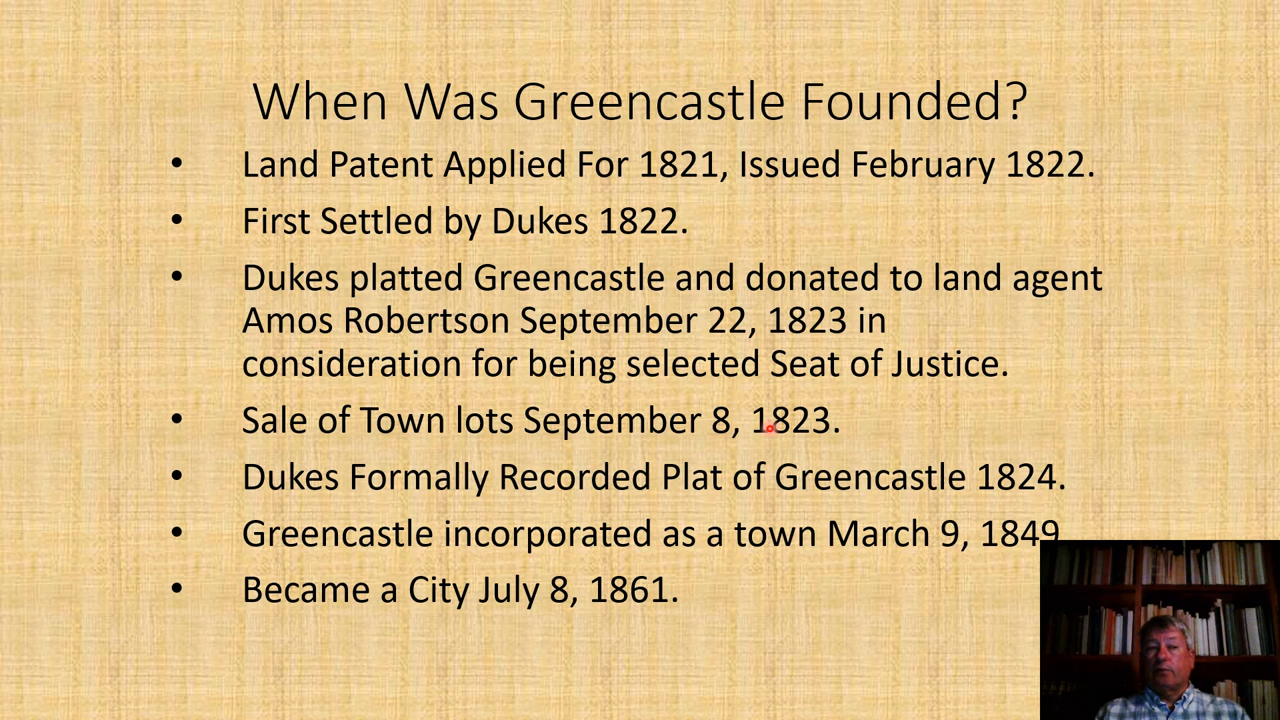 When Was Greencastle Founded?
• Land Patent Applied For 1821, Issued February 1822.
• First Settled by Dukes 1822.
• Dukes platted Greencastle and donated to land agent
Amos Robertson September 22, 1823 in
consideration for being selected Seat of Justice.
• Sale of Town lots September 8, 1823.
• Dukes Formally Recorded Plat of Greencastle 1824.
• Greencastle incorporated as a town March 9, 1849
• Became a City July 8, 1861.